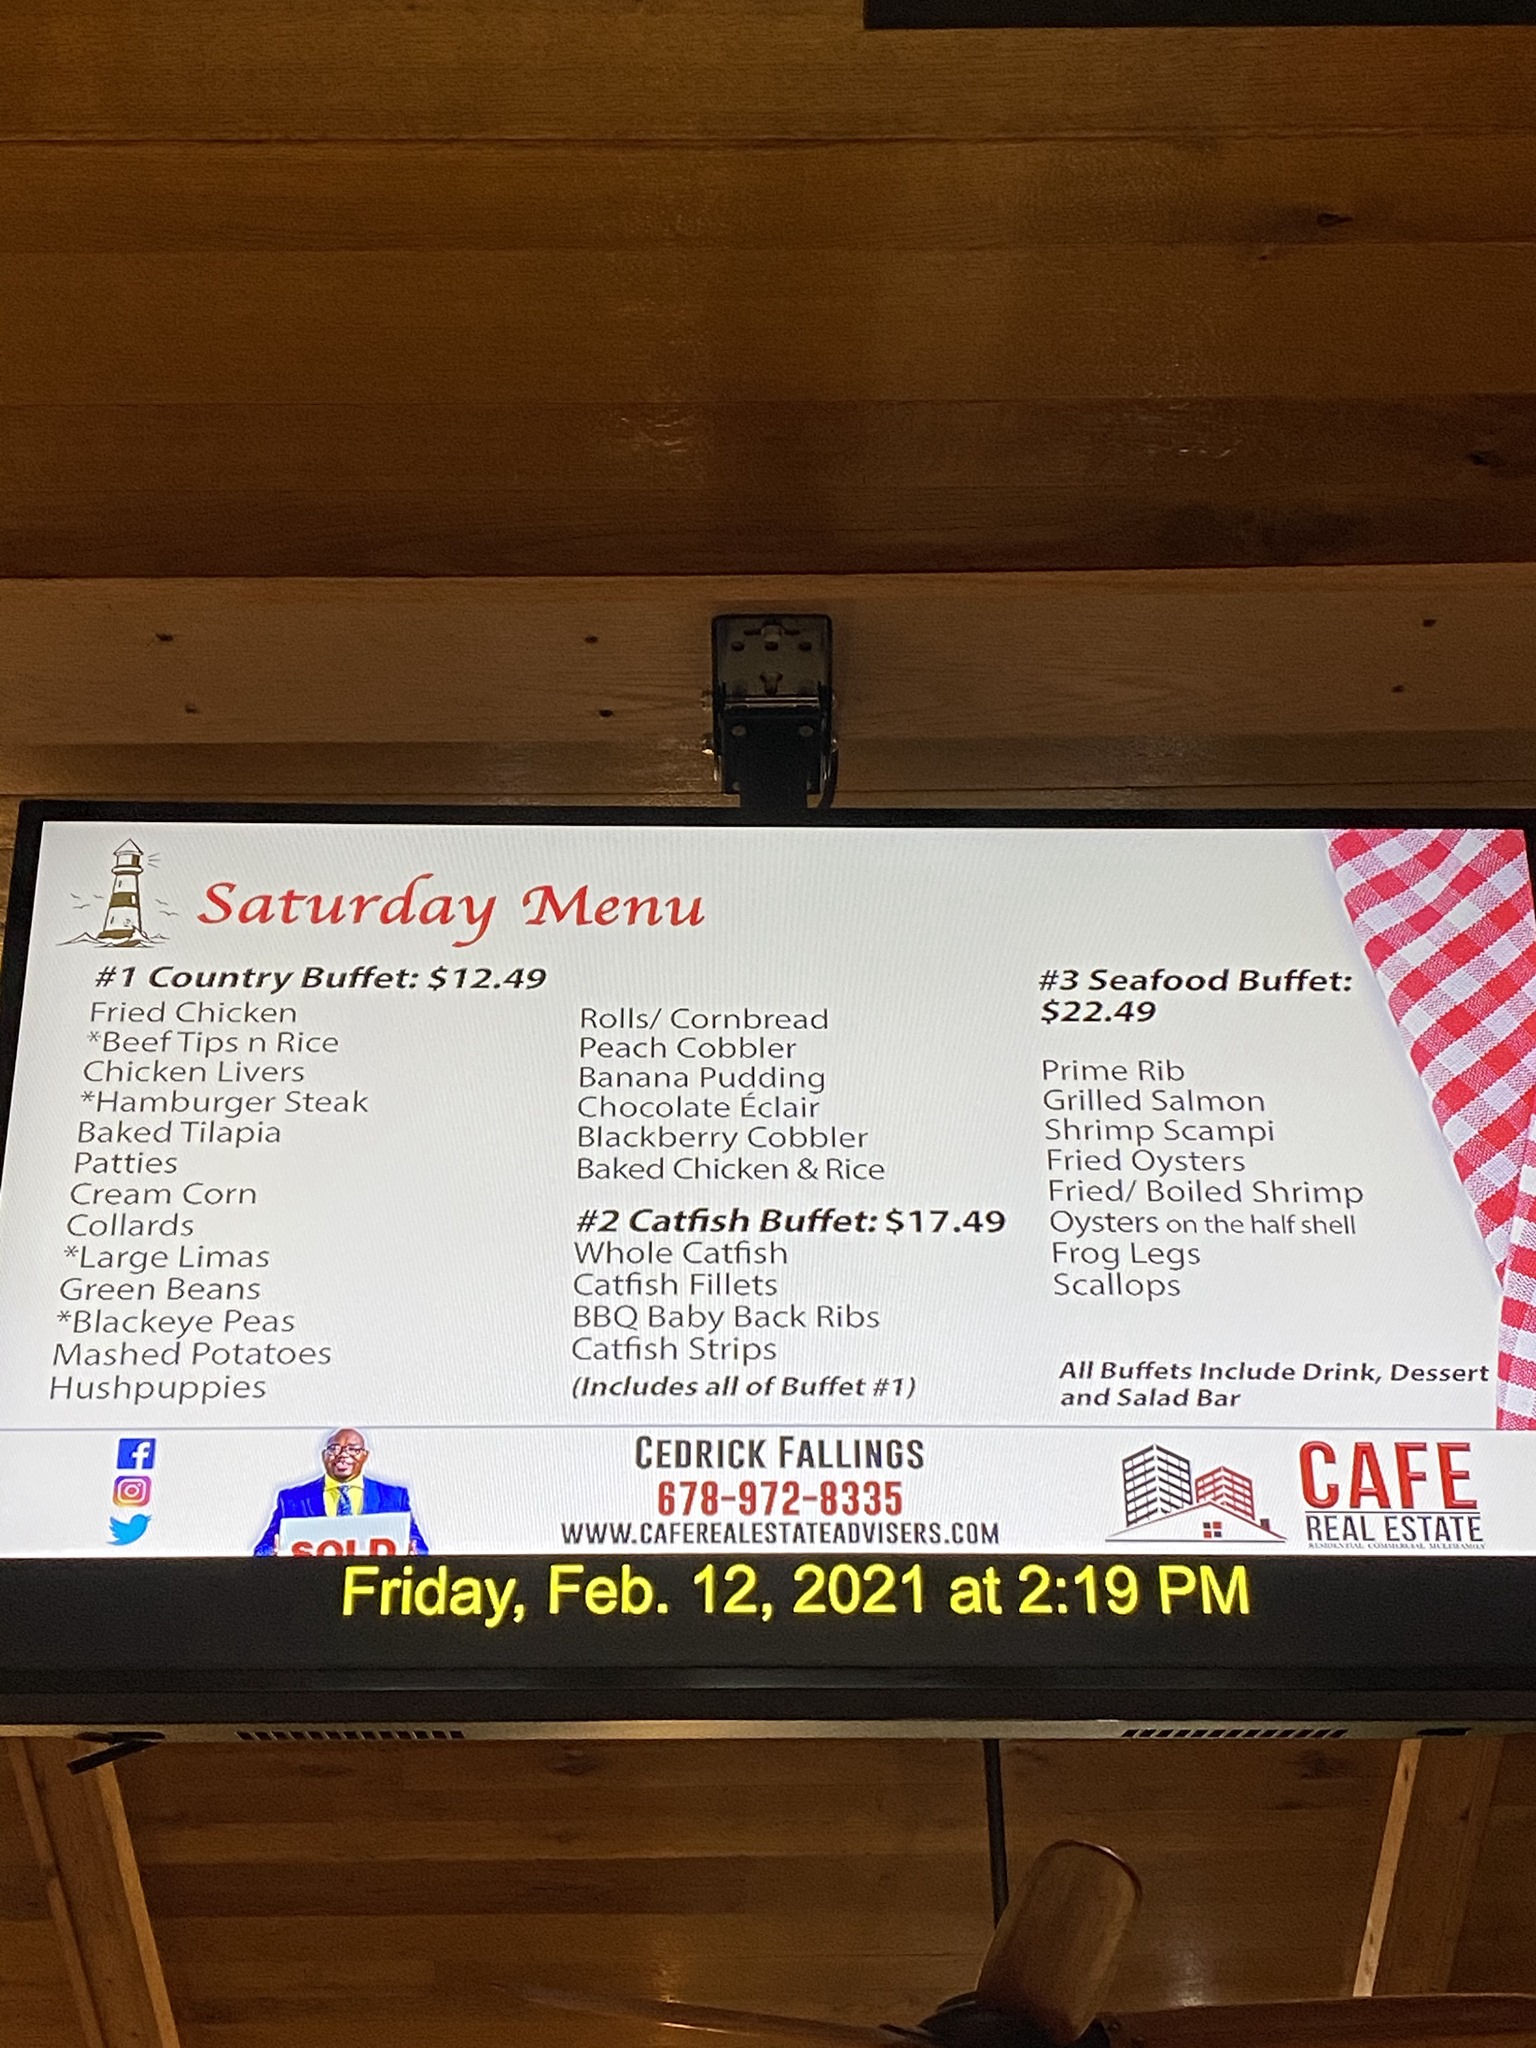 Saturday Menu
#1 Country Buffet: $12.49
Fried Chicken
*Beef Tips n Rice
Chicken Livers
*Hamburger Steak
Baked Tilapia
Patties
Cream Corn
Collards
*Large Limas
Green Beans
*Blackeye Peas
Mashed Potatoes
Hushpuppies
Rolls/ Cornbread
Peach Cobbler
Banana Pudding
Chocolate Éclair
Blackberry Cobbler
Baked Chicken & Rice
#2 Catfish Buffet: $17.49
Whole Catfish
Catfish Fillets
BBQ Baby Back Ribs
Catfish Strips
(Includes all of Buffet #1)
#3 Seafood Buffet:
$22.49
Prime Rib
Grilled Salmon
Shrimp Scampi
Fried Oysters
Fried/ Boiled Shrimp
Oysters on the half shell
Frog Legs
Scallops
All Buffets Include Drink, Dessert
and Salad Bar
SOLD
CEDRICK FALLINGS
678-972-8335
WWW.CAFEREALESTATEADVISERS.COM
CAFE
REAL ESTATE
RESIDENTIAL COMMERCIAL MULTIFAMILY
Friday, Feb. 12, 2021 at 2:19 PM